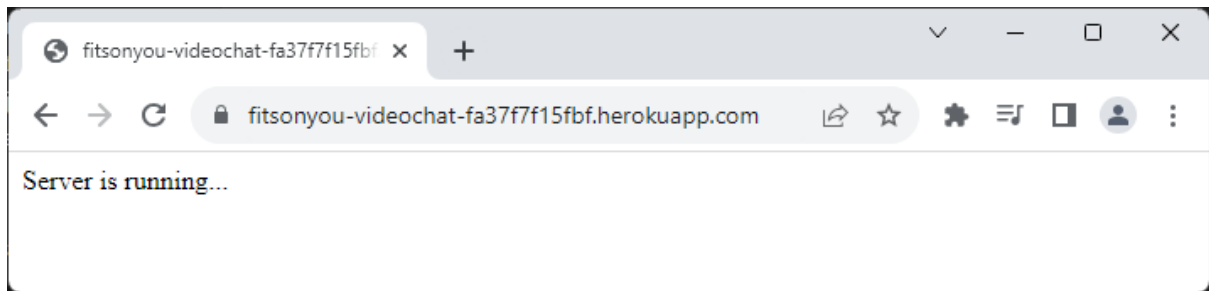 fitsonyou-videochat-fa37f7f15fbf
fitsonyou-videochat-fa37f7f15fbf.herokuapp.com
Server is running...